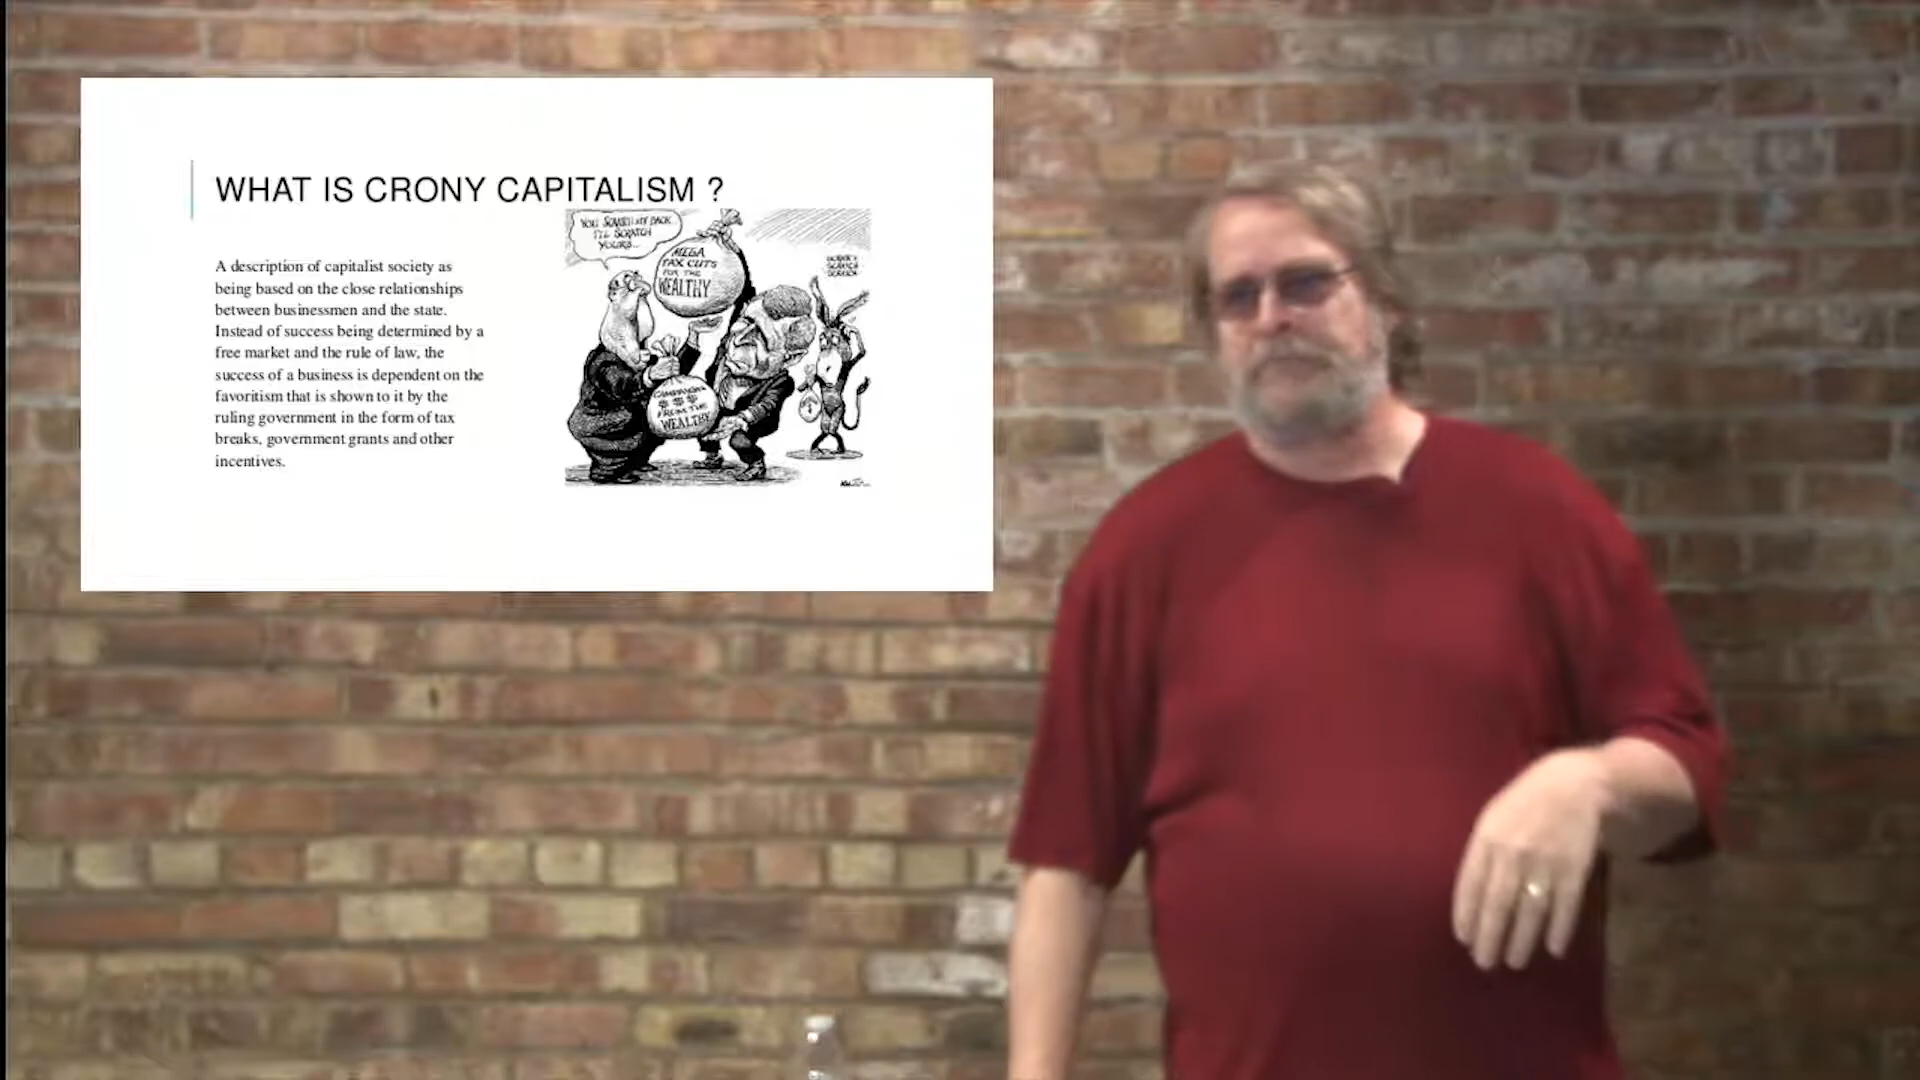 WHAT IS CRONY CAPITALISM ?
YOU SCRATCH MY BACK
I'LL SCRATCH
YOURS...
MEGA
TAX CUTS
FOR THE
WEALTHY
A description of capitalist society as
being based on the close relationships
between businessmen and the state.
Instead of success being determined by a
free market and the rule of law, the
success of a business is dependent on the
favoritism that is shown to it by the
ruling government in the form of tax
breaks, government grants and other
incentives.
CAMPAIGN
$ $ $
FROM THE
WEALTHY